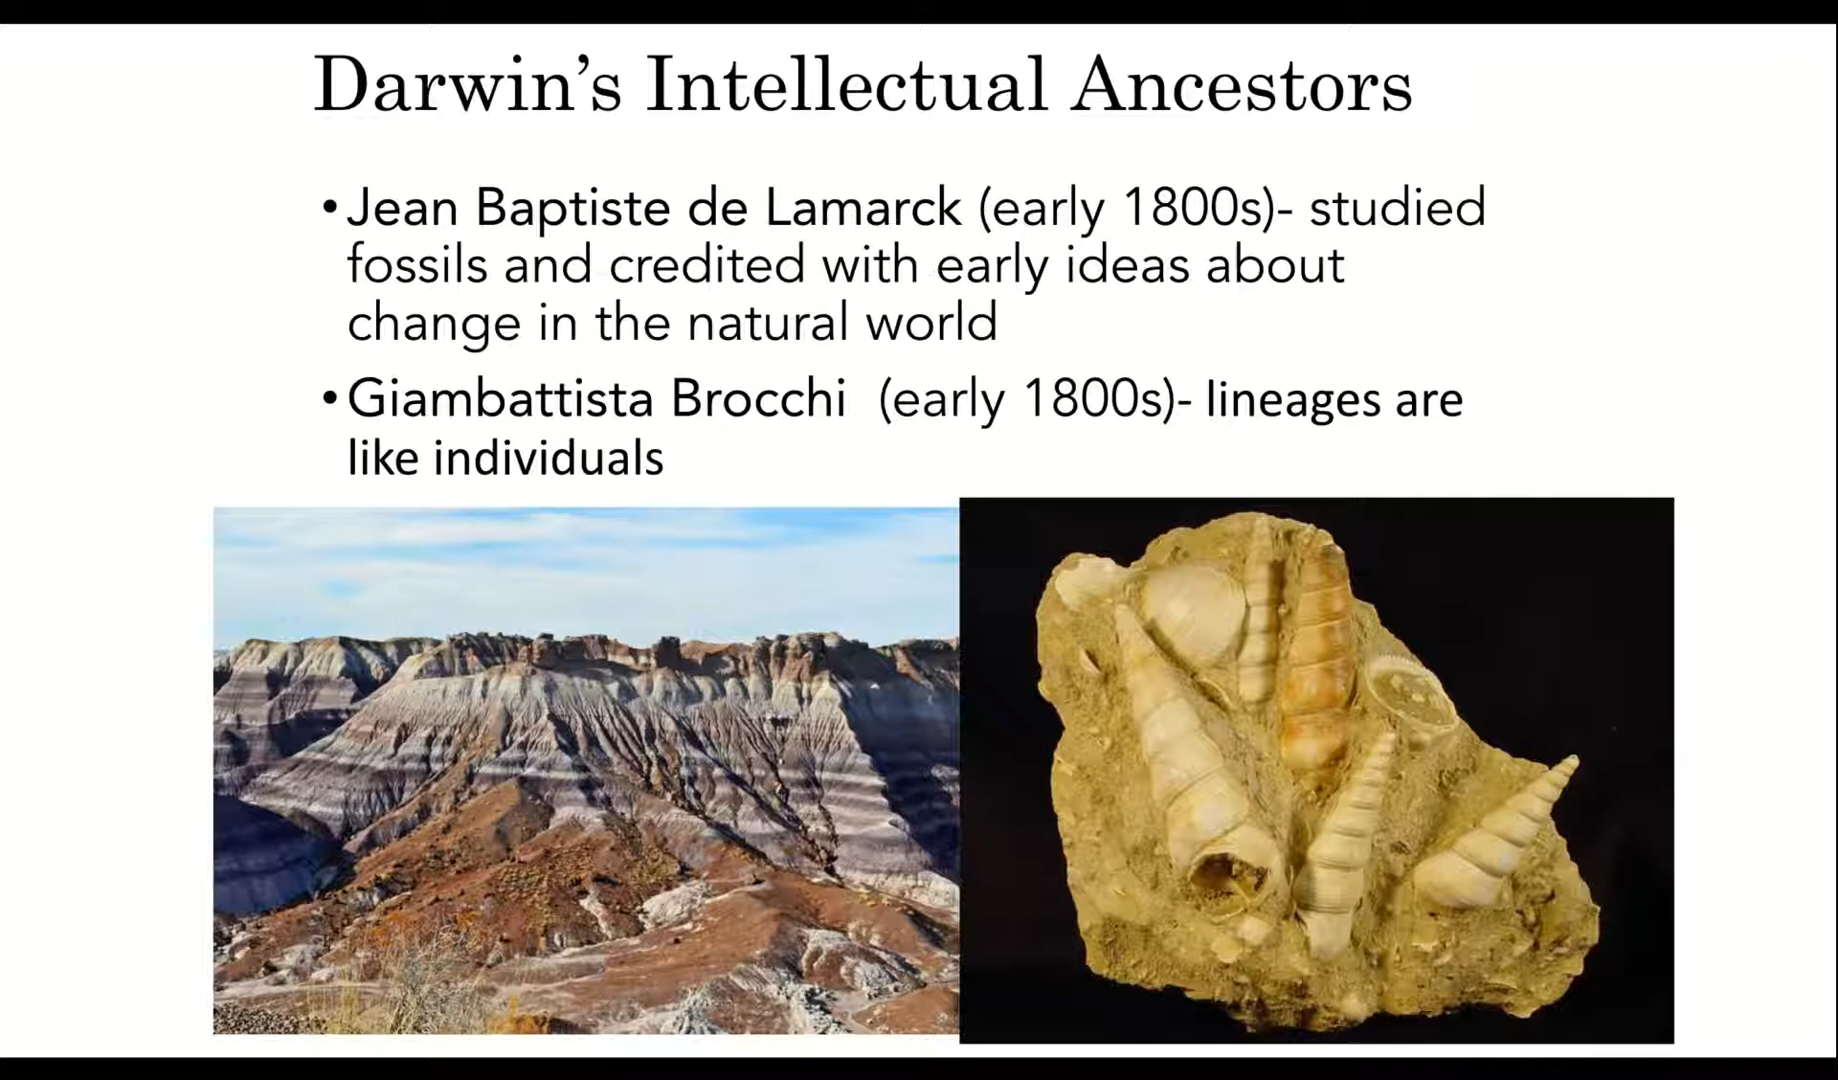 Darwin’s Intellectual Ancestors
•Jean Baptiste de Lamarck (early 1800s)- studied
fossils and credited with early ideas about
change in the natural world
•Giambattista Brocchi  (early 1800s)- lineages are
like individuals